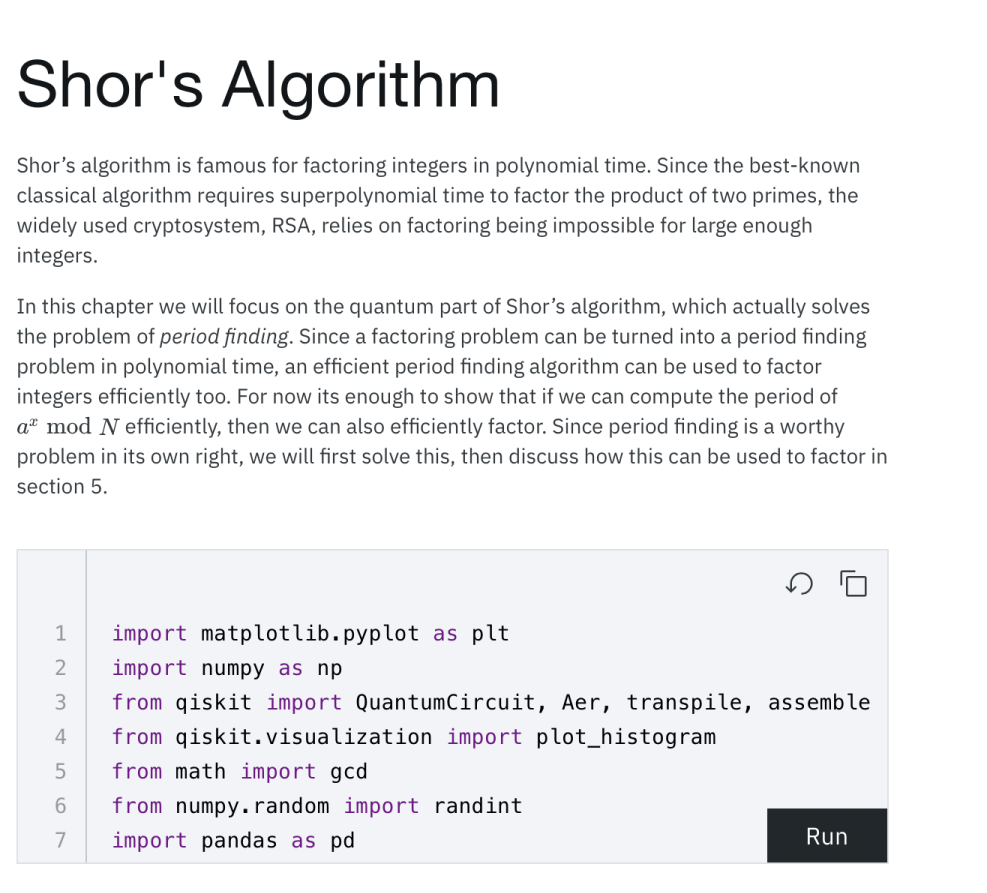 Shor's Algorithm
Shor’s algorithm is famous for factoring integers in polynomial time. Since the best-known
classical algorithm requires superpolynomial time to factor the product of two primes, the
widely used cryptosystem, RSA, relies on factoring being impossible for large enough
integers.
In this chapter we will focus on the quantum part of Shor’s algorithm, which actually solves
the problem of period finding. Since a factoring problem can be turned into a period finding
problem in polynomial time, an efficient period finding algorithm can be used to factor
integers efficiently too. For now its enough to show that if we can compute the period of
aˣ mod N efficiently, then we can also efficiently factor. Since period finding is a worthy
problem in its own right, we will first solve this, then discuss how this can be used to factor in
section 5.
1 import matplotlib.pyplot as plt
2 import numpy as np
3 from qiskit import QuantumCircuit, Aer, transpile, assemble
4 from qiskit.visualization import plot_histogram
5 from math import gcd
6 from numpy.random import randint
7 import pandas as pd
Run